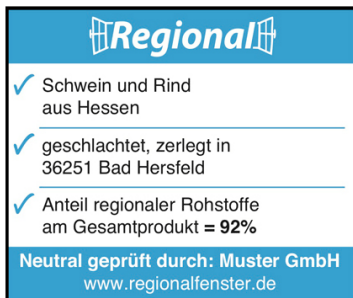 Regional
Schwein und Rind
aus Hessen
geschlachtet, zerlegt in
36251 Bad Hersfeld
Anteil regionaler Rohstoffe
am Gesamtprodukt = 92%
Neutral geprüft durch: Muster GmbH
www.regionalfenster.de